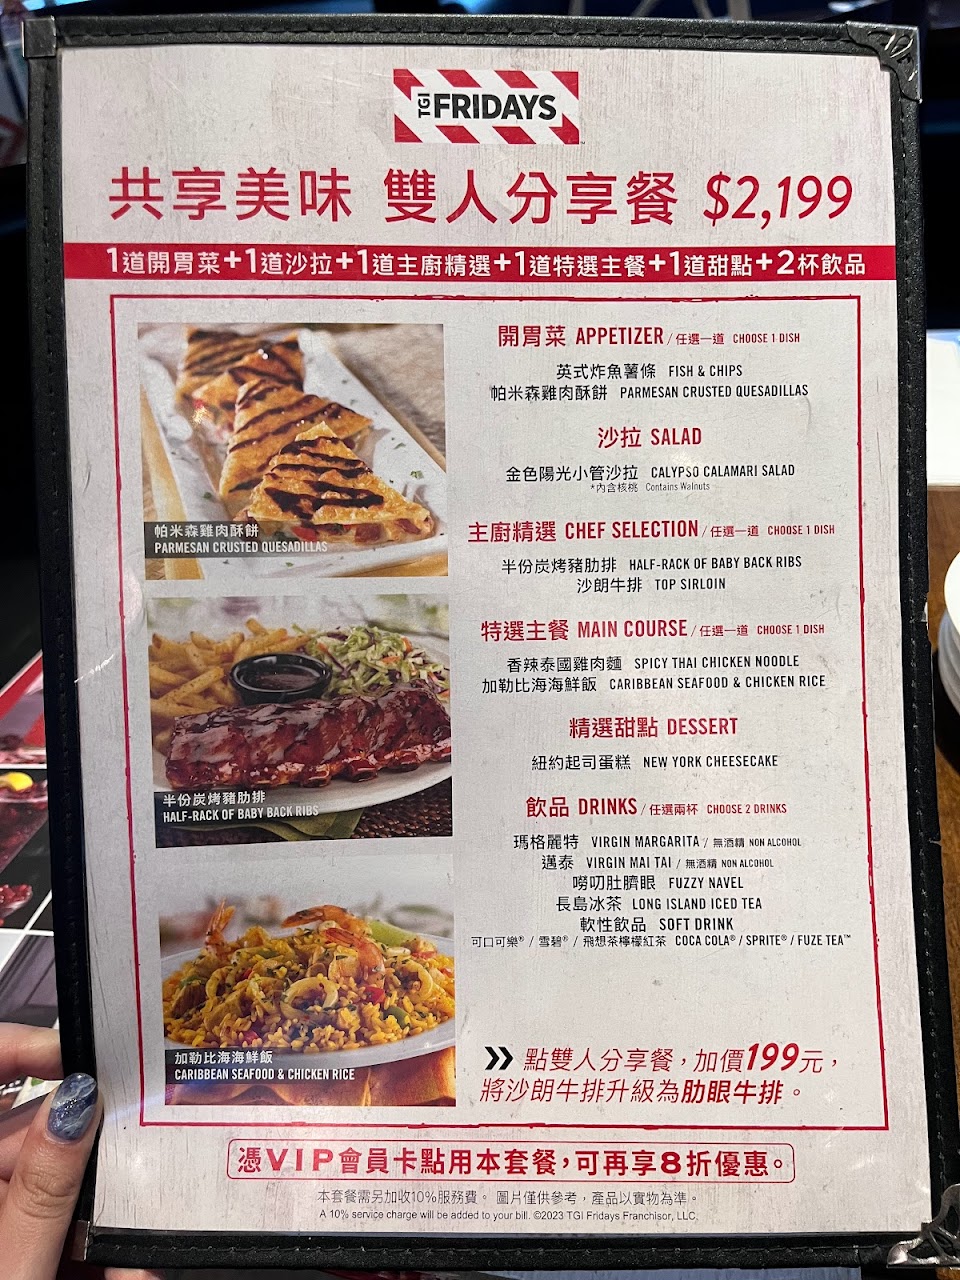 TGI FRIDAYS
共享美味 雙人分享餐 $2,199
1道開胃菜+1道沙拉+1道主廚精選+1道特選主餐+1道甜點+2杯飲品
開胃菜 APPETIZER / 任選一道 CHOOSE 1 DISH
英式炸魚薯條 FISH & CHIPS
帕米森雞肉酥餅 PARMESAN CRUSTED QUESADILLAS
沙拉 SALAD
金色陽光小管沙拉 CALYPSO CALAMARI SALAD
*內含核桃 Contains Walnuts
主廚精選 CHEF SELECTION / 任選一道 CHOOSE 1 DISH
半份炭烤豬肋排 HALF-RACK OF BABY BACK RIBS
沙朗牛排 TOP SIRLOIN
特選主餐 MAIN COURSE / 任選一道 CHOOSE 1 DISH
香辣泰國雞肉麵 SPICY THAI CHICKEN NOODLE
加勒比海海鮮飯 CARIBBEAN SEAFOOD & CHICKEN RICE
精選甜點 DESSERT
紐約起司蛋糕 NEW YORK CHEESECAKE
飲品 DRINKS / 任選兩杯 CHOOSE 2 DRINKS
瑪格麗特 VIRGIN MARGARITA / 無酒精 NON ALCOHOL
邁泰 VIRGIN MAI TAI / 無酒精 NON ALCOHOL
嘮叨肚臍眼 FUZZY NAVEL
長島冰茶 LONG ISLAND ICED TEA
軟性飲品 SOFT DRINK
可口可樂® / 雪碧® / 飛想茶檸檬紅茶 COCA COLA® / SPRITE® / FUZE TEA™
帕米森雞肉酥餅
PARMESAN CRUSTED QUESADILLAS
半份炭烤豬肋排
HALF-RACK OF BABY BACK RIBS
加勒比海海鮮飯
CARIBBEAN SEAFOOD & CHICKEN RICE
點雙人分享餐,加價199元,
將沙朗牛排升級為肋眼牛排。
憑VIP會員卡點用本套餐,可再享8折優惠。
本套餐需另加收10%服務費。 圖片僅供參考,產品以實物為準。
A 10% service charge will be added to your bill. ©2023 TGI Fridays Franchisor, LLC.